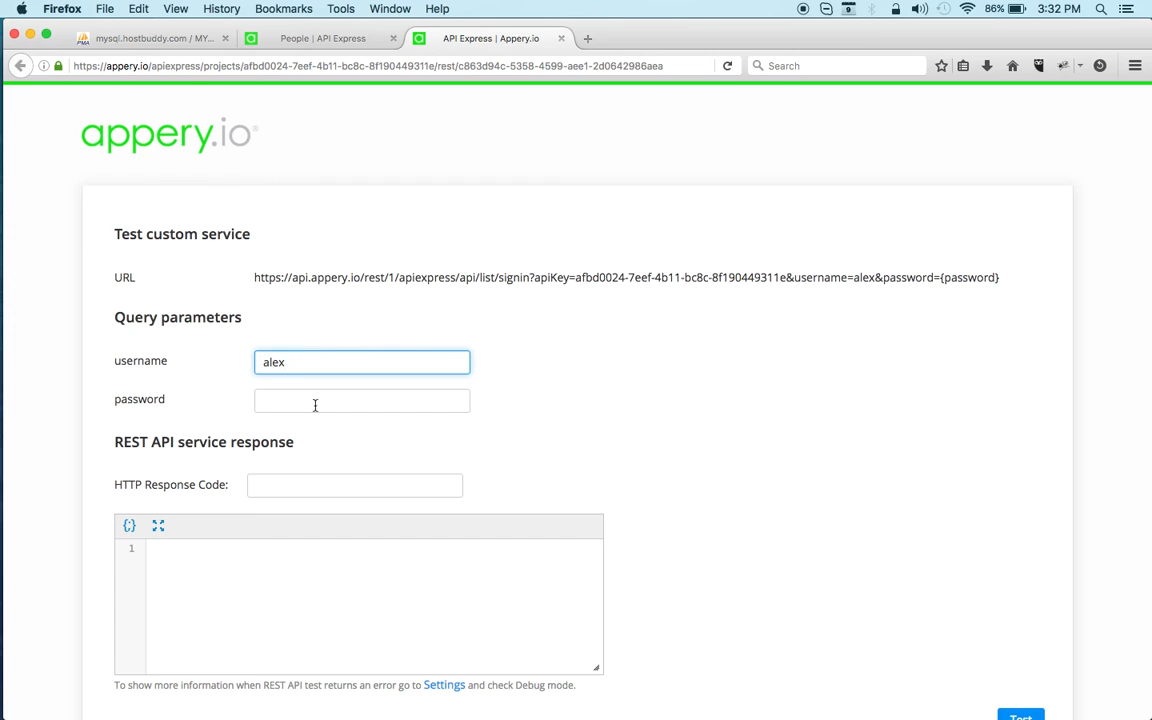 Firefox File Edit View History Bookmarks Tools Window Help 9 86% 3:32 PM
PMA mysql.hostbuddy.com / MY... × People | API Express × API Express | Appery.io × +
https://appery.io/apiexpress/projects/afbd0024-7eef-4b11-bc8c-8f190449311e/rest/c863d94c-5358-4599-aee1-2d0642986aea Search
appery.io®
Test custom service
URL https://api.appery.io/rest/1/apiexpress/api/list/signin?apiKey=afbd0024-7eef-4b11-bc8c-8f190449311e&username=alex&password={password}
Query parameters
username alex
password
REST API service response
HTTP Response Code:
{;}
1
To show more information when REST API test returns an error go to Settings and check Debug mode.
Test